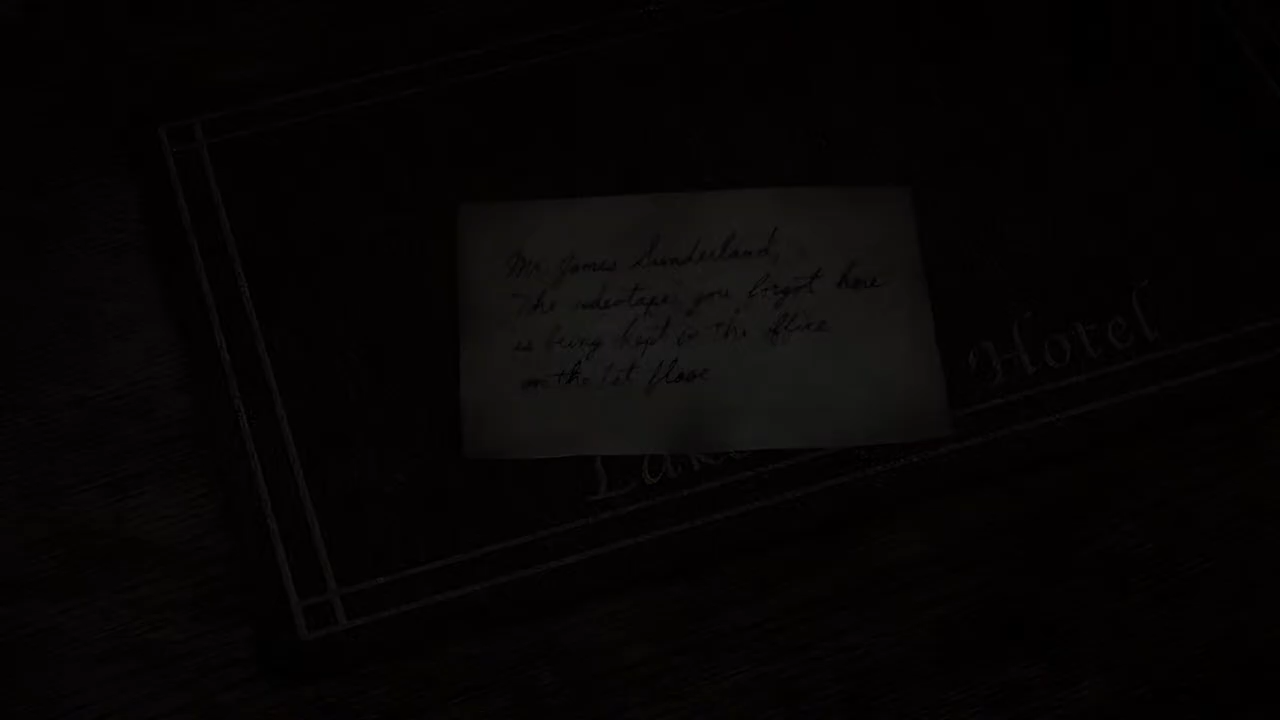 Mr. James Sunderland,
The videotape you forgot here
is being kept in the office
on the 1st floor
Hotel